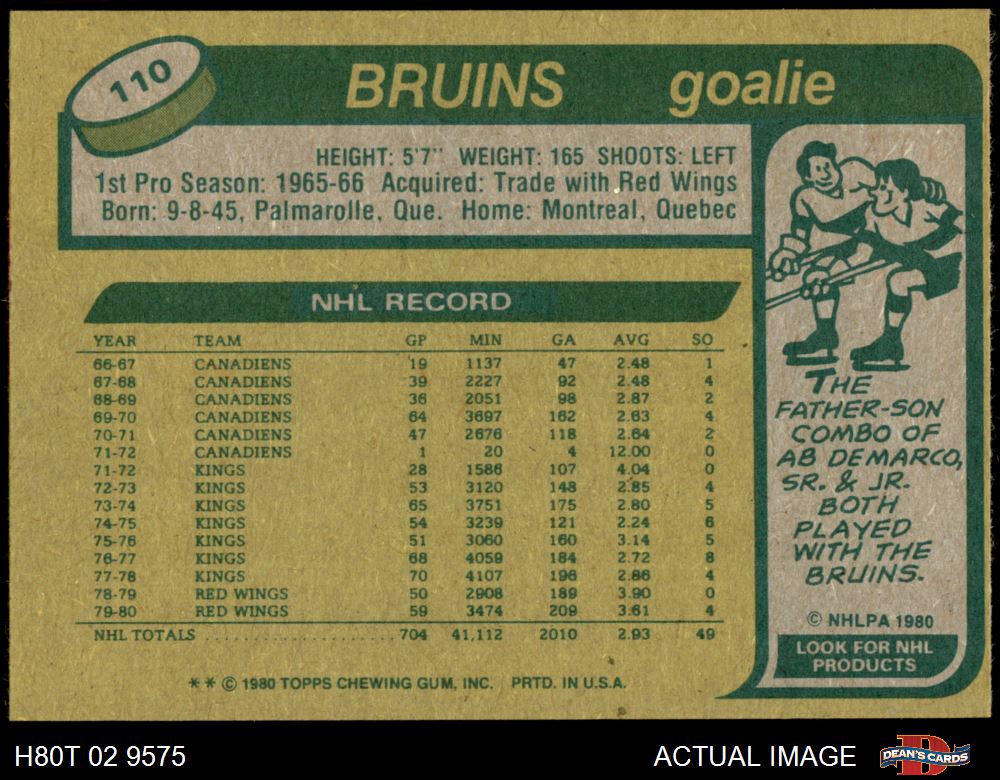 110
BRUINS goalie
HEIGHT: 5'7" WEIGHT: 165 SHOOTS: LEFT
1st Pro Season: 1965-66 Acquired: Trade with Red Wings
Born: 9-8-45, Palmarolle, Que. Home: Montreal, Quebec
NHL RECORD
YEAR TEAM GP MIN GA AVG SO
66-67 CANADIENS 19 1137 47 2.48 1
67-68 CANADIENS 39 2227 92 2.48 4
68-69 CANADIENS 36 2051 98 2.87 2
69-70 CANADIENS 64 3697 162 2.63 4
70-71 CANADIENS 47 2676 118 2.64 2
71-72 CANADIENS 1 20 4 12.00 0
71-72 KINGS 28 1586 107 4.04 0
72-73 KINGS 53 3120 148 2.85 4
73-74 KINGS 65 3751 175 2.80 5
74-75 KINGS 54 3239 121 2.24 6
75-76 KINGS 51 3060 160 3.14 5
76-77 KINGS 68 4059 184 2.72 8
77-78 KINGS 70 4107 196 2.86 4
78-79 RED WINGS 50 2908 189 3.90 0
79-80 RED WINGS 59 3474 209 3.61 4
NHL TOTALS 704 41,112 2010 2.93 49
** © 1980 TOPPS CHEWING GUM, INC. PRTD. IN U.S.A.
THE
FATHER-SON
COMBO OF
AB DEMARCO,
SR. & JR.
BOTH
PLAYED
WITH THE
BRUINS.
© NHLPA 1980
LOOK FOR NHL
PRODUCTS
H80T 02 9575 ACTUAL IMAGE DEAN'S CARDS